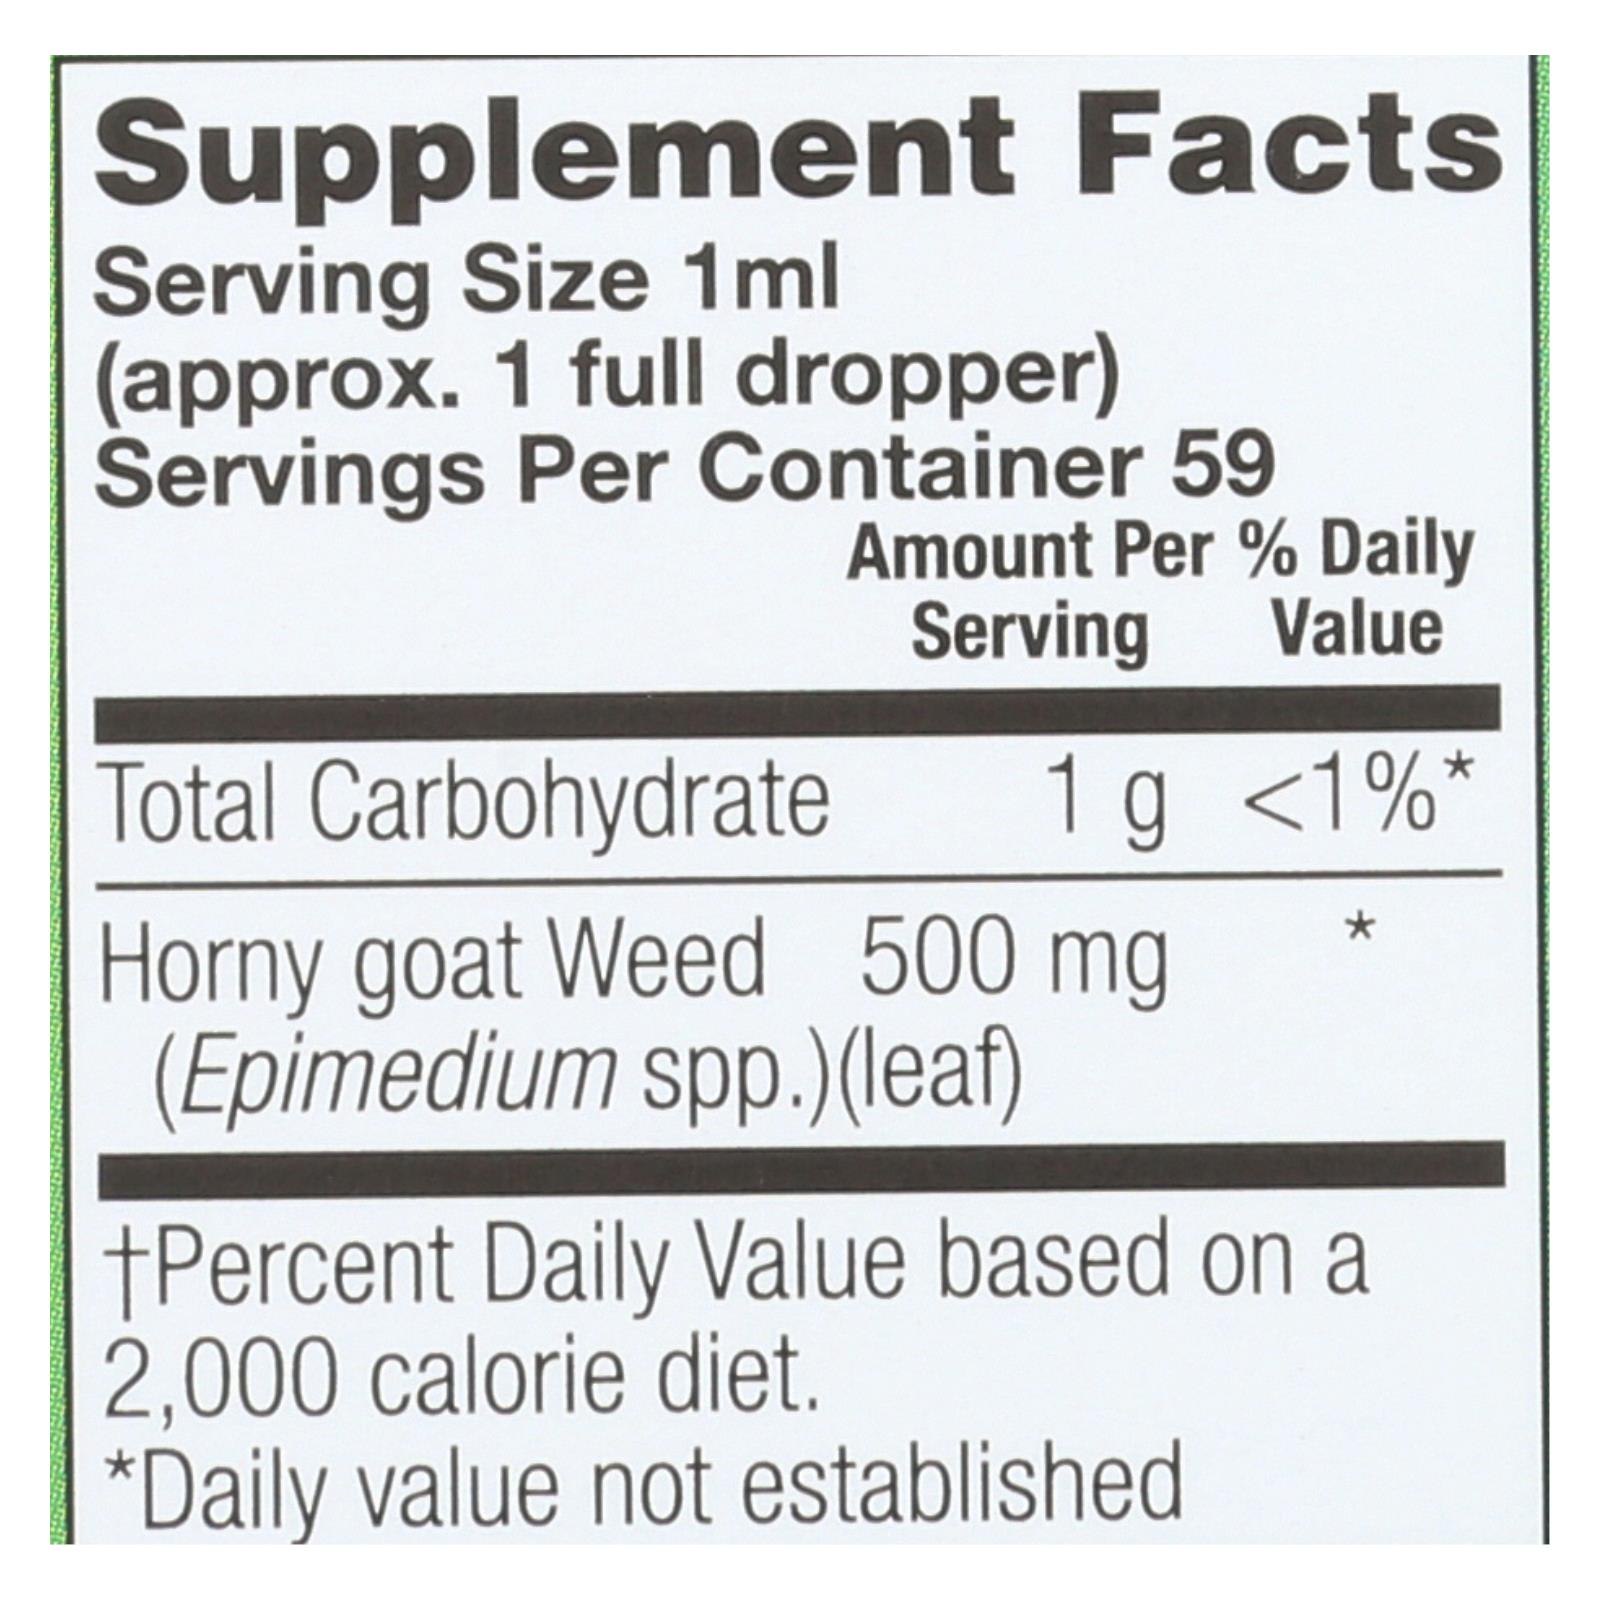 Supplement Facts
Serving Size 1ml
(approx. 1 full dropper)
Servings Per Container 59
Amount Per % Daily
Serving Value
Total Carbohydrate 1 g <1%*
Horny goat Weed 500 mg *
(Epimedium spp.)(leaf)
†Percent Daily Value based on a
2,000 calorie diet.
*Daily value not established